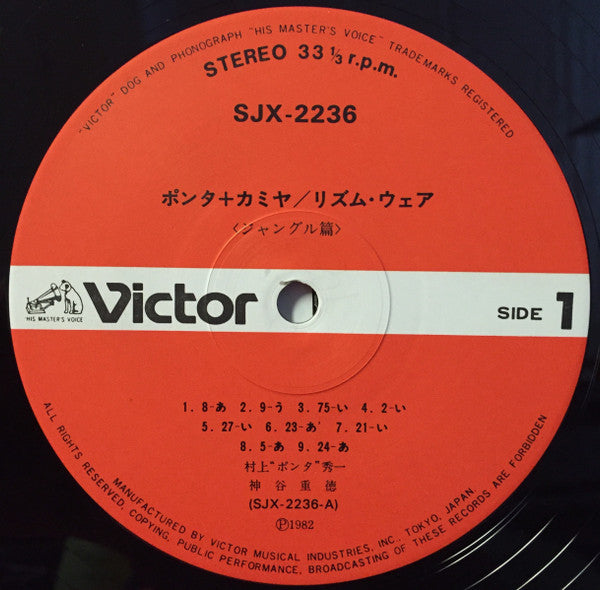 "VICTOR" DOG AND PHONOGRAPH "HIS MASTER'S VOICE" TRADEMARKS REGISTERED
STEREO 33 1/3 r.p.m.
SJX-2236
ポンタ+カミヤ/リズム・ウェア
〈ジャングル篇〉
"HIS MASTER'S VOICE"
Victor
SIDE 1
1. 8-あ 2. 9-う 3. 75-い 4. 2-い
5. 27-い 6. 23-あ' 7. 21-い
8. 5-あ 9. 24-あ
村上"ポンタ"秀一
神谷重徳
(SJX-2236-A)
Ⓟ1982
MANUFACTURED BY VICTOR MUSICAL INDUSTRIES, INC., TOKYO, JAPAN.
ALL RIGHTS RESERVED, COPYING, PUBLIC PERFORMANCE, BROADCASTING OF THESE RECORDS ARE FORBIDDEN